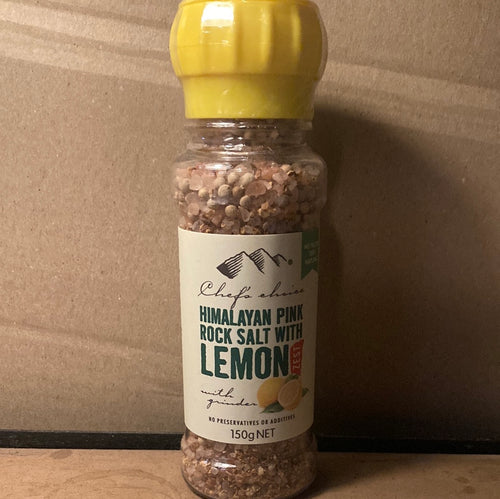 Chef's choice
HIMALAYAN PINK
ROCK SALT WITH
LEMON
ZEST
with
grinder
NO PRESERVATIVES OR ADDITIVES
150g NET